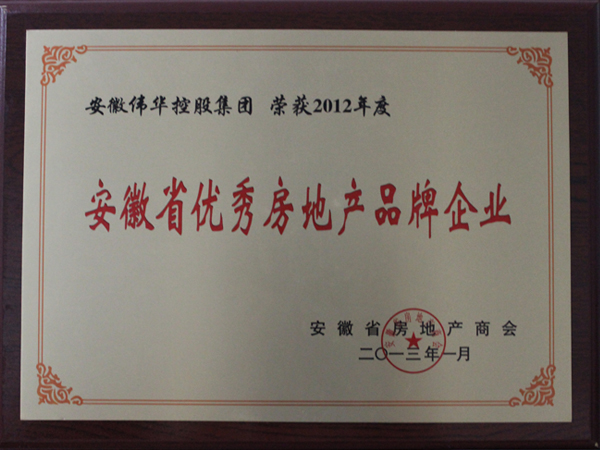 安徽伟华控股集团 荣获2012年度
安徽省优秀房地产品牌企业
安徽省房地产商会
二〇一三年一月